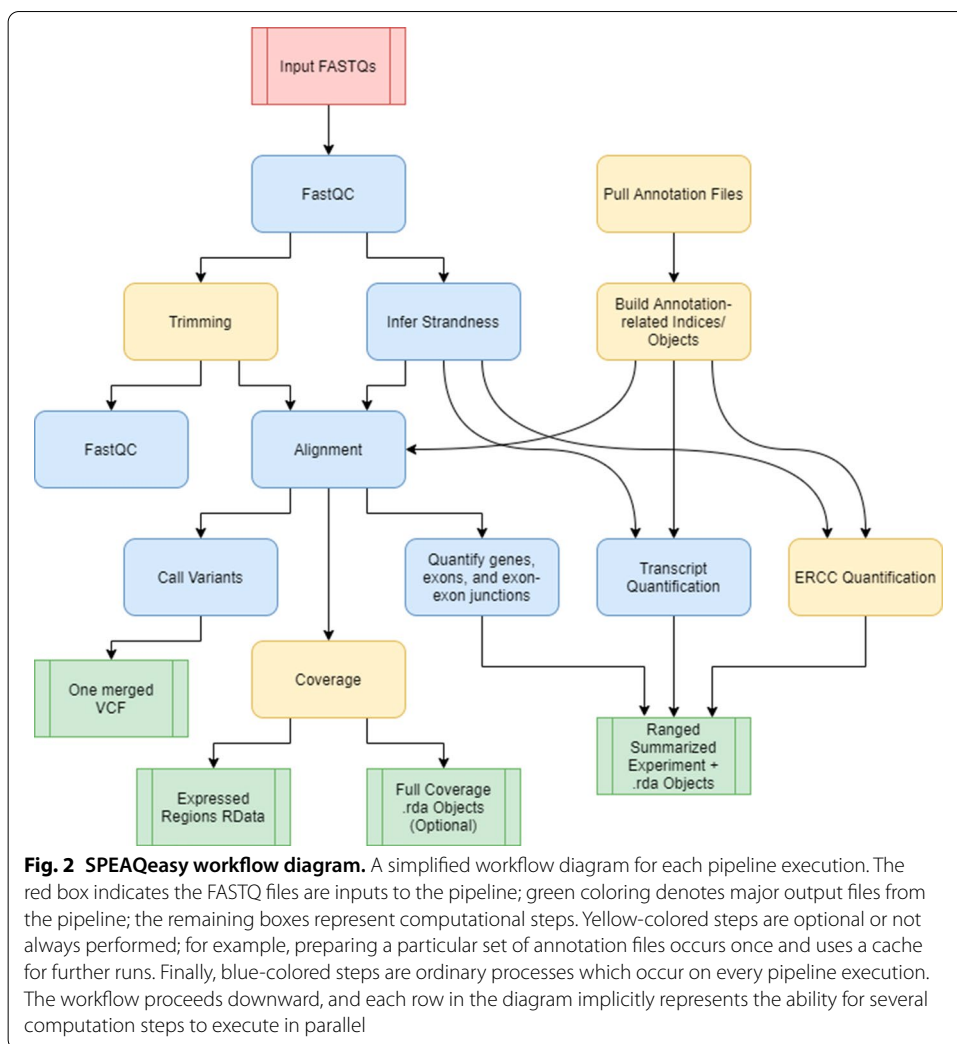 Input FASTQs
FastQC
Pull Annotation Files
Trimming
Infer Strandness
Build Annotation-
related Indices/
Objects
FastQC
Alignment
Call Variants
Quantify genes,
exons, and exon-
exon junctions
Transcript
Quantification
ERCC Quantification
One merged
VCF
Coverage
Ranged
Summarized
Experiment +
.rda Objects
Expressed
Regions RData
Full Coverage
.rda Objects
(Optional)
Fig. 2 SPEAQeasy workflow diagram. A simplified workflow diagram for each pipeline execution. The
red box indicates the FASTQ files are inputs to the pipeline; green coloring denotes major output files from
the pipeline; the remaining boxes represent computational steps. Yellow-colored steps are optional or not
always performed; for example, preparing a particular set of annotation files occurs once and uses a cache
for further runs. Finally, blue-colored steps are ordinary processes which occur on every pipeline execution.
The workflow proceeds downward, and each row in the diagram implicitly represents the ability for several
computation steps to execute in parallel